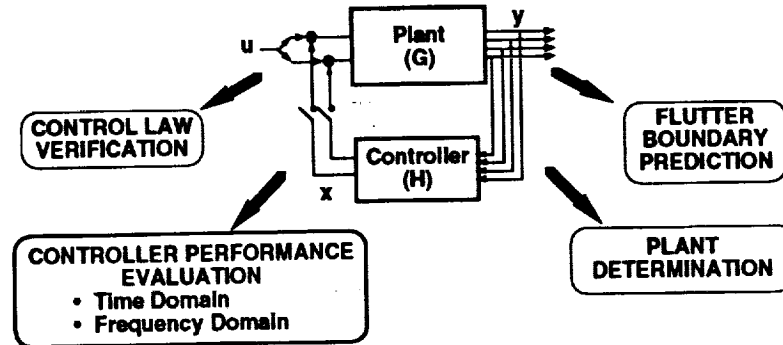 u
Plant
(G)
y
Controller
(H)
x
CONTROL LAW
VERIFICATION
FLUTTER
BOUNDARY
PREDICTION
CONTROLLER PERFORMANCE
EVALUATION
• Time Domain
• Frequency Domain
PLANT
DETERMINATION